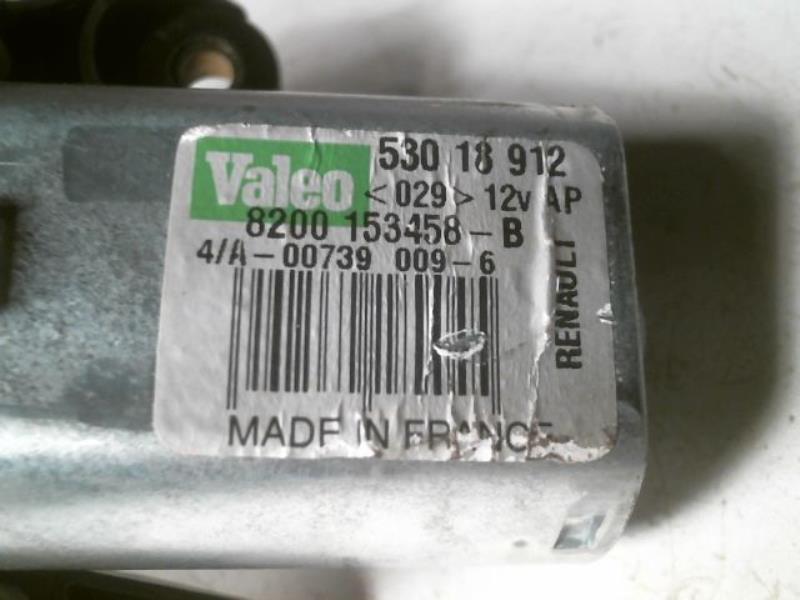 Valeo 530 18 912
<029> 12V AP
8200 153458-B
4/A-00739 009-6
RENAULT
MADE IN FRANCE